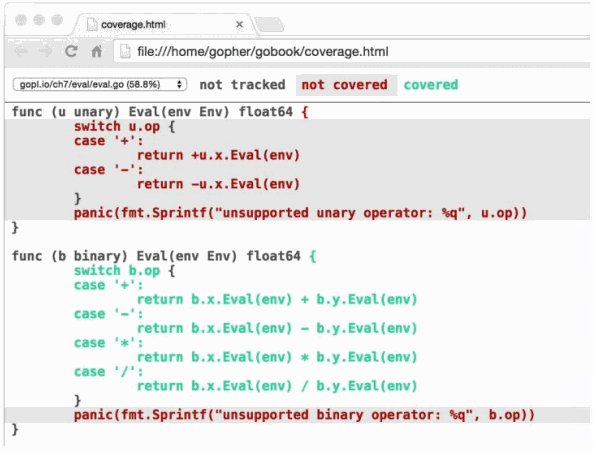 coverage.html
file:///home/gopher/gobook/coverage.html
gopl.io/ch7/eval/eval.go (58.8%) not tracked not covered covered
func (u unary) Eval(env Env) float64 {
        switch u.op {
        case '+':
                return +u.x.Eval(env)
        case '-':
                return -u.x.Eval(env)
        }
        panic(fmt.Sprintf("unsupported unary operator: %q", u.op))
}
func (b binary) Eval(env Env) float64 {
        switch b.op {
        case '+':
                return b.x.Eval(env) + b.y.Eval(env)
        case '-':
                return b.x.Eval(env) - b.y.Eval(env)
        case '*':
                return b.x.Eval(env) * b.y.Eval(env)
        case '/':
                return b.x.Eval(env) / b.y.Eval(env)
        }
        panic(fmt.Sprintf("unsupported binary operator: %q", b.op))
}